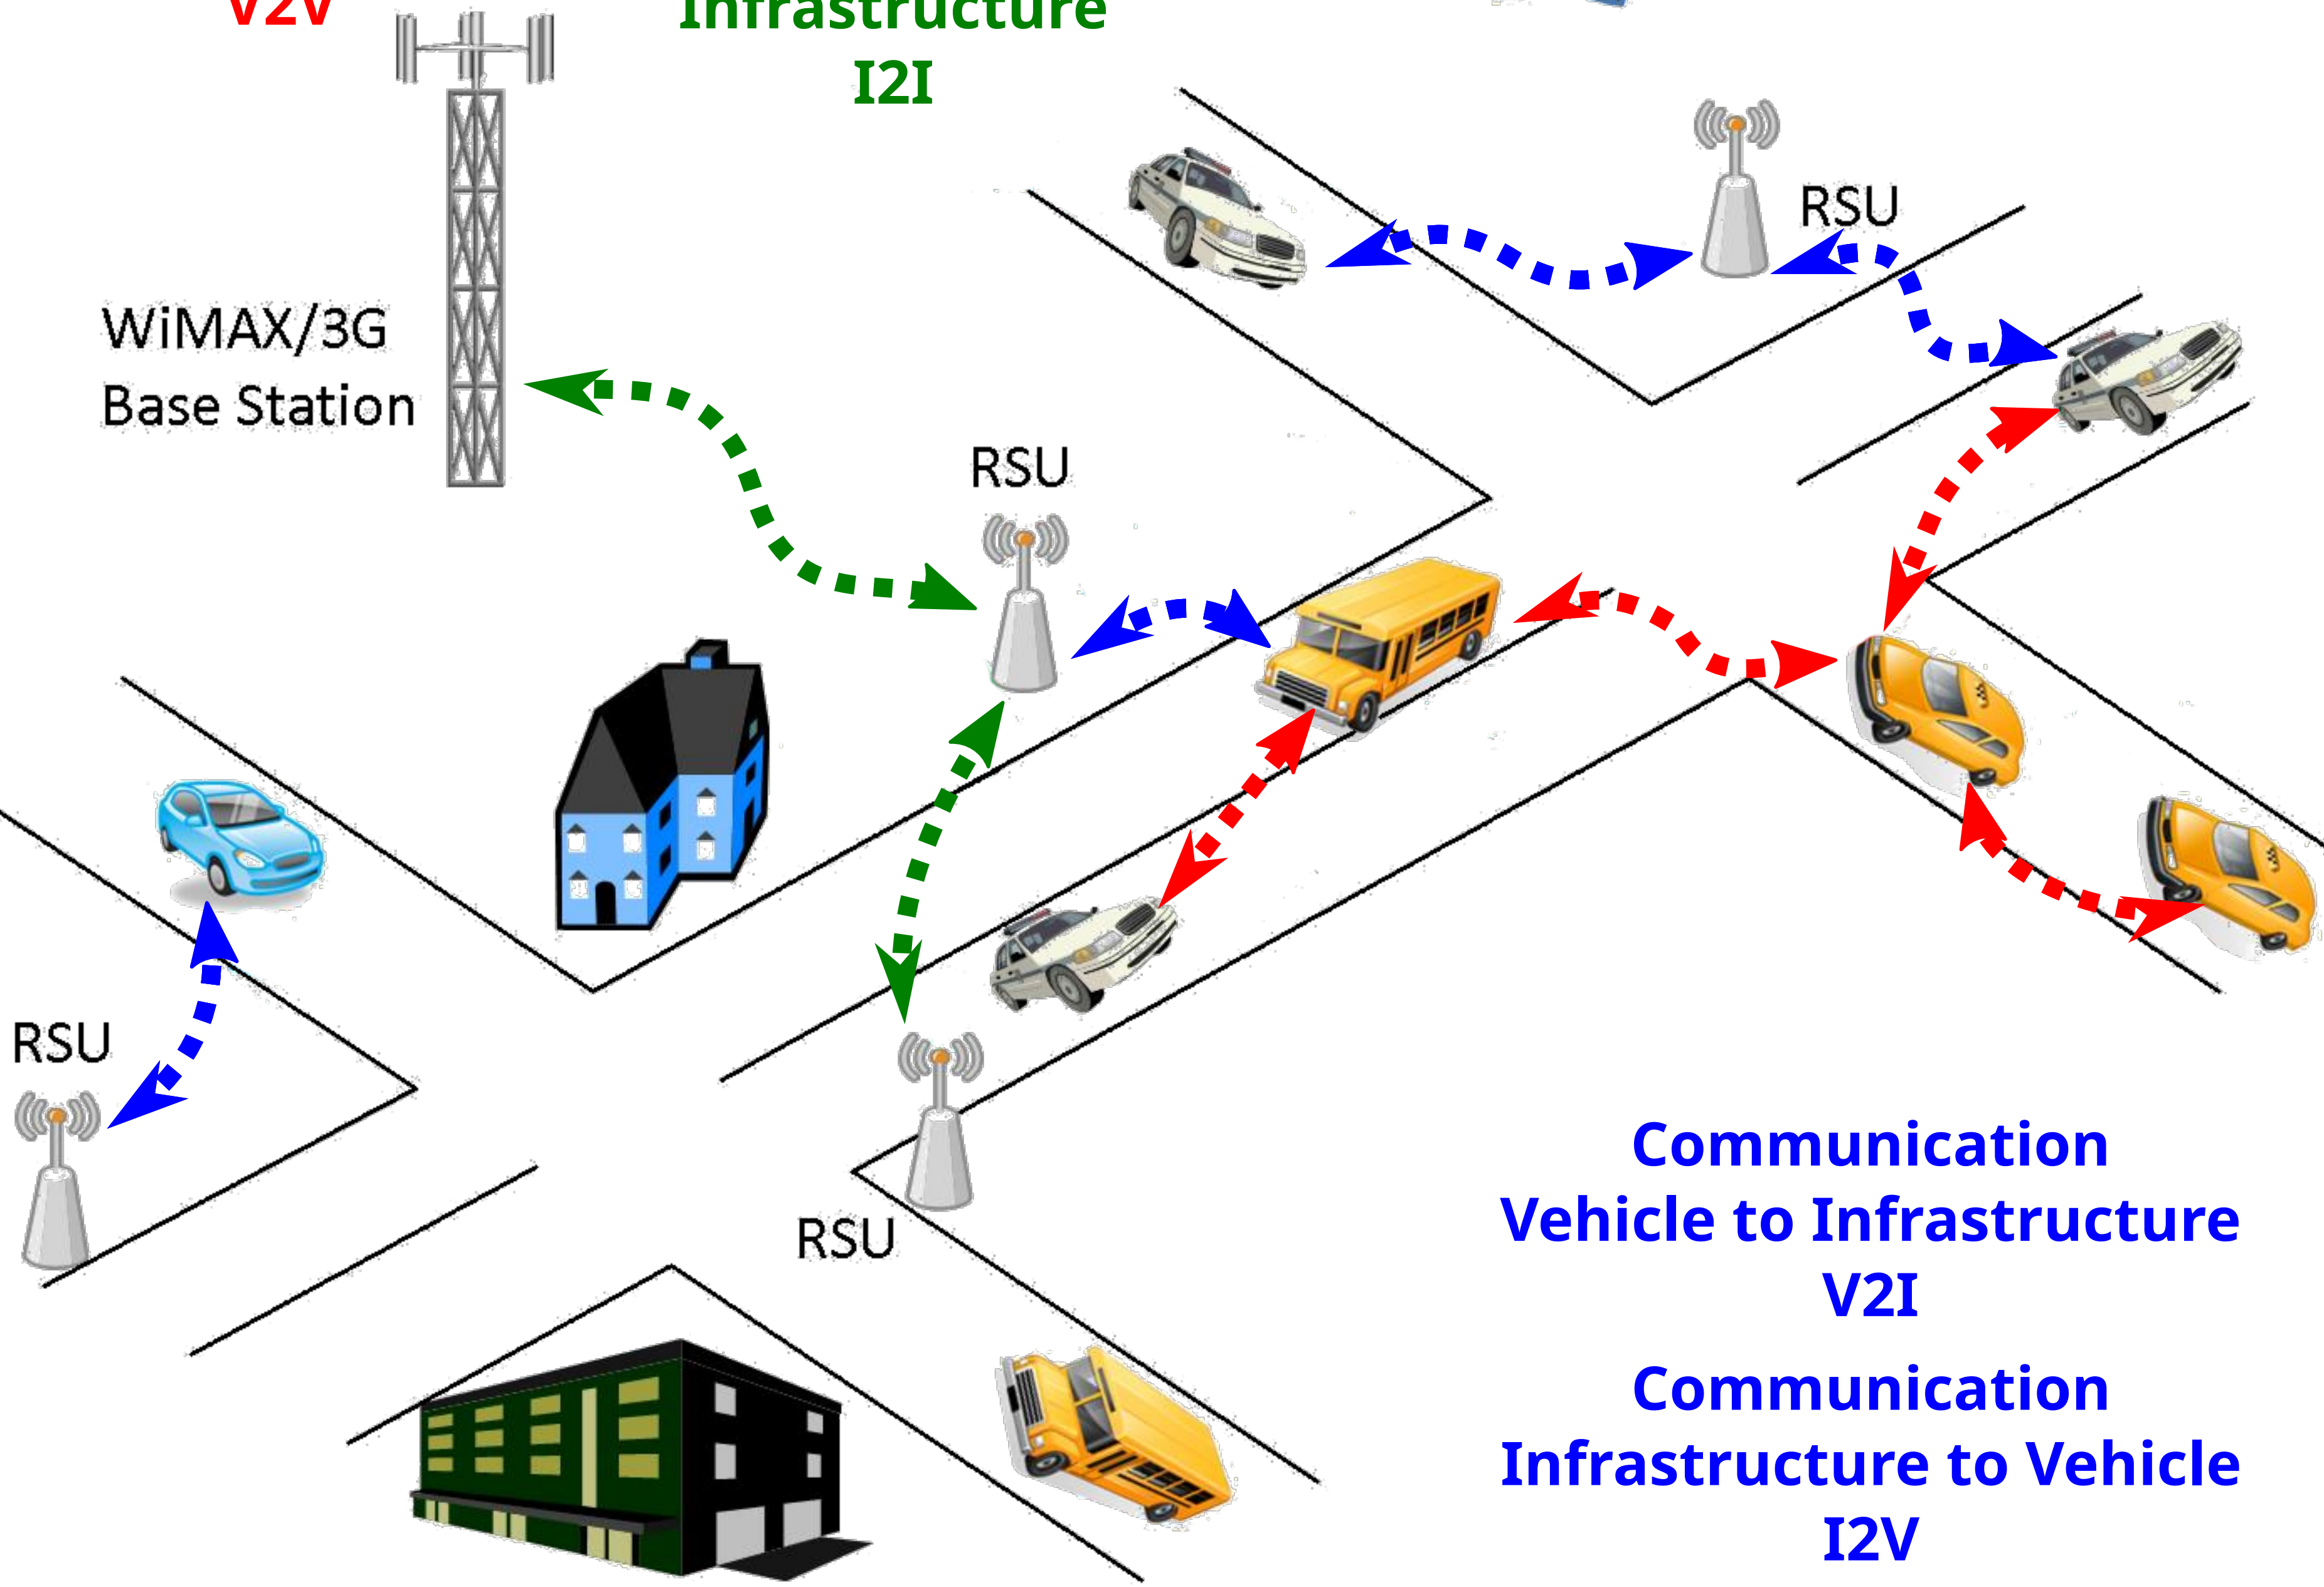 V2V
Infrastructure
I2I
RSU
WiMAX/3G
Base Station
RSU
RSU
RSU
Communication
Vehicle to Infrastructure
V2I
Communication
Infrastructure to Vehicle
I2V